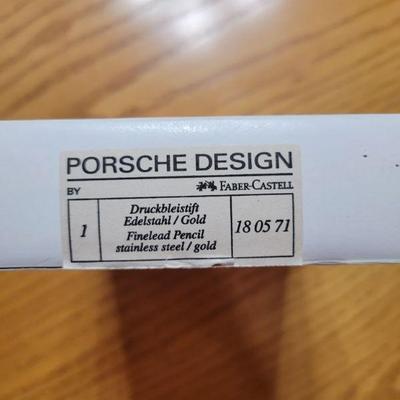 PORSCHE DESIGN
BY FABER-CASTELL
1
Druckbleistift
Edelstahl / Gold
Finelead Pencil
stainless steel / gold
18 05 71